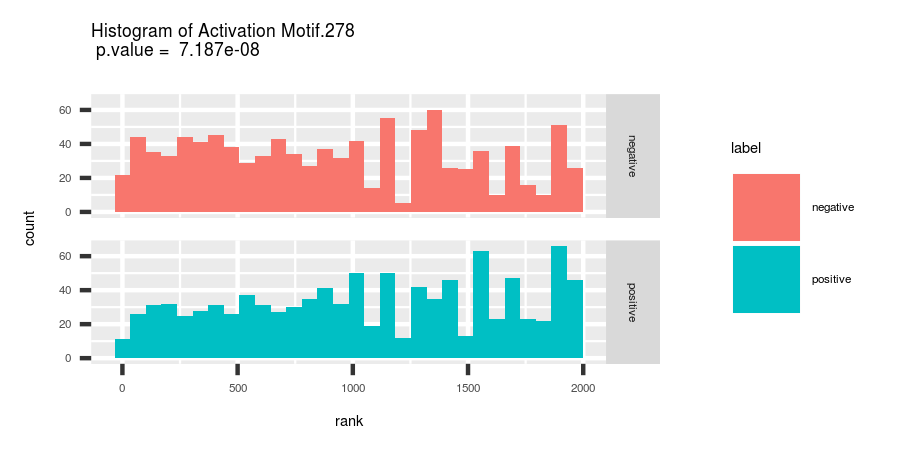 Histogram of Activation Motif.278
p.value = 7.187e-08
60
40
20
0
negative
60
40
20
0
positive
0
500
1000
1500
2000
rank
count
label
negative
positive